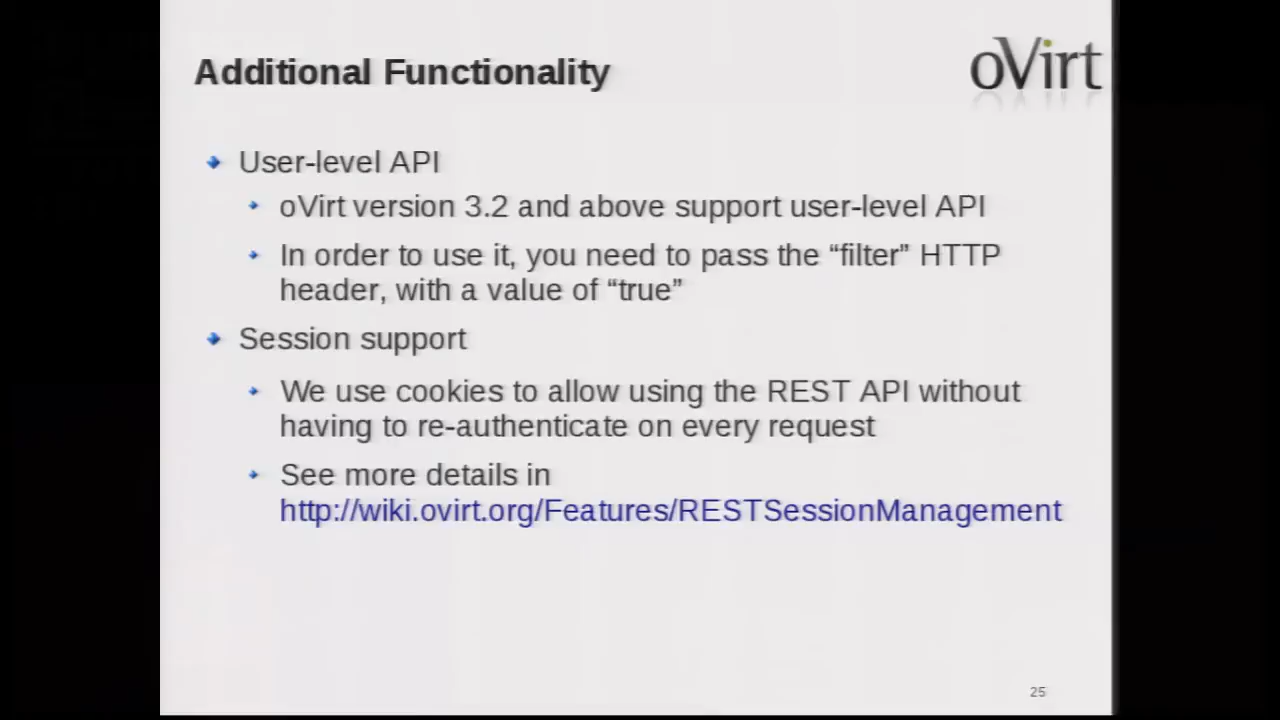 Additional Functionality
oVirt
User-level API
oVirt version 3.2 and above support user-level API
In order to use it, you need to pass the “filter” HTTP
header, with a value of “true”
Session support
We use cookies to allow using the REST API without
having to re-authenticate on every request
See more details in
http://wiki.ovirt.org/Features/RESTSessionManagement
25